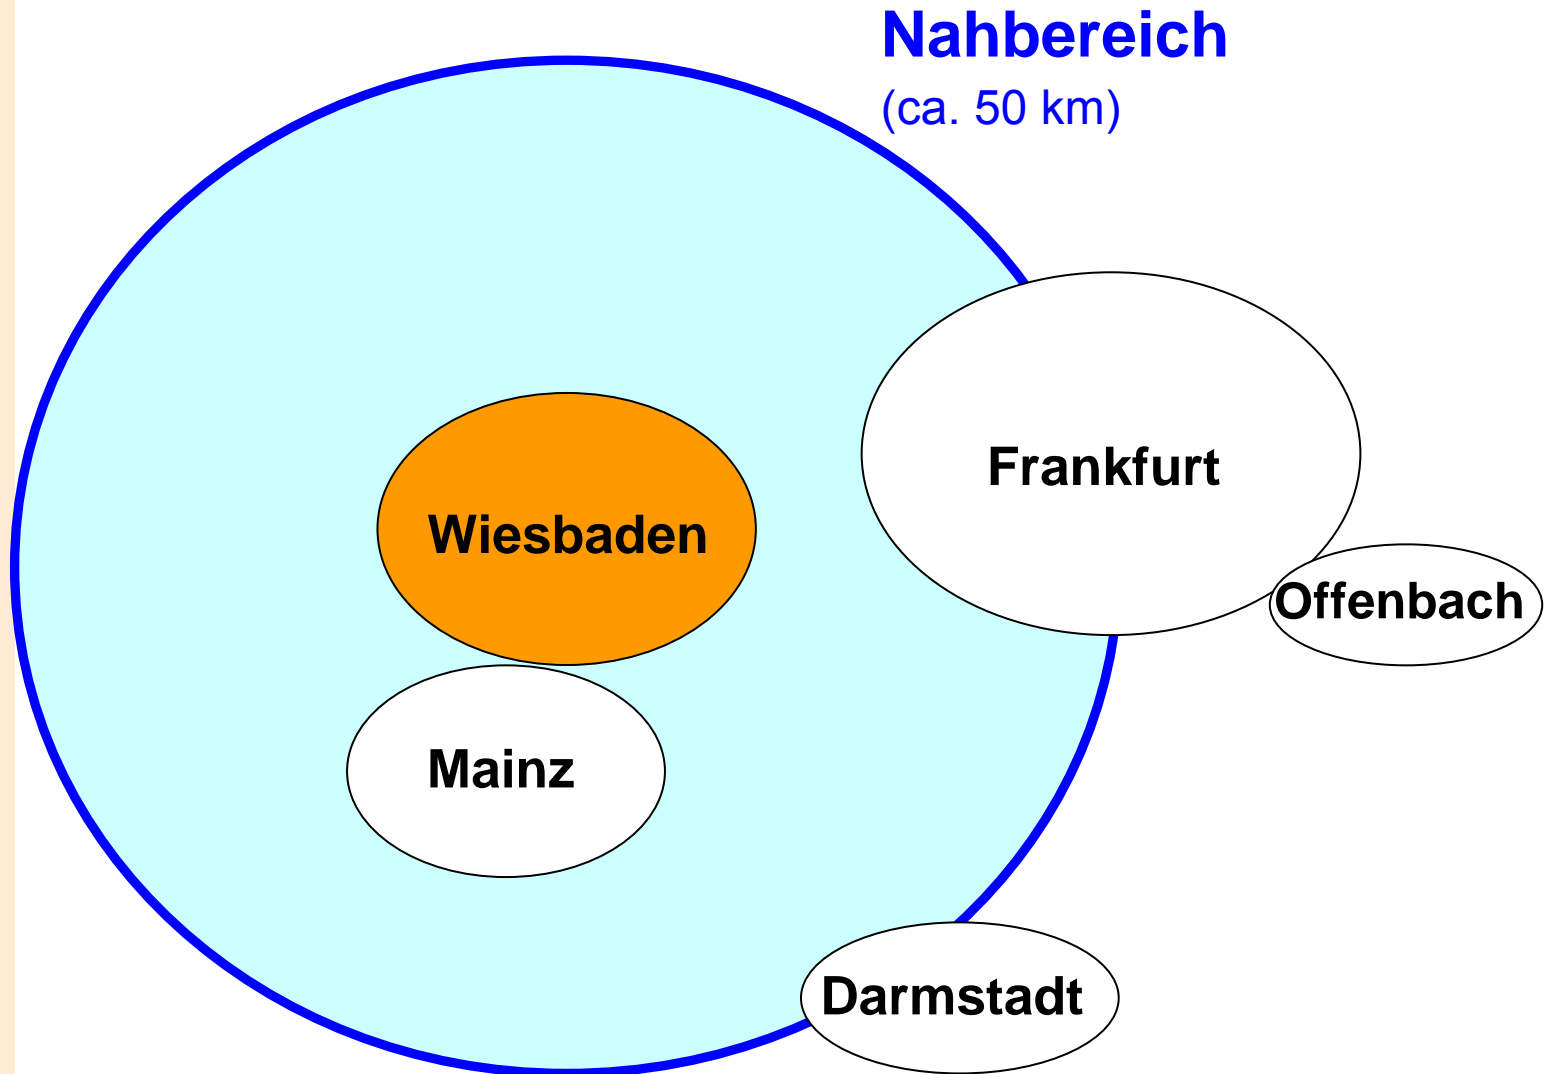 Nahbereich
(ca. 50 km)
Frankfurt
Wiesbaden
Offenbach
Mainz
Darmstadt